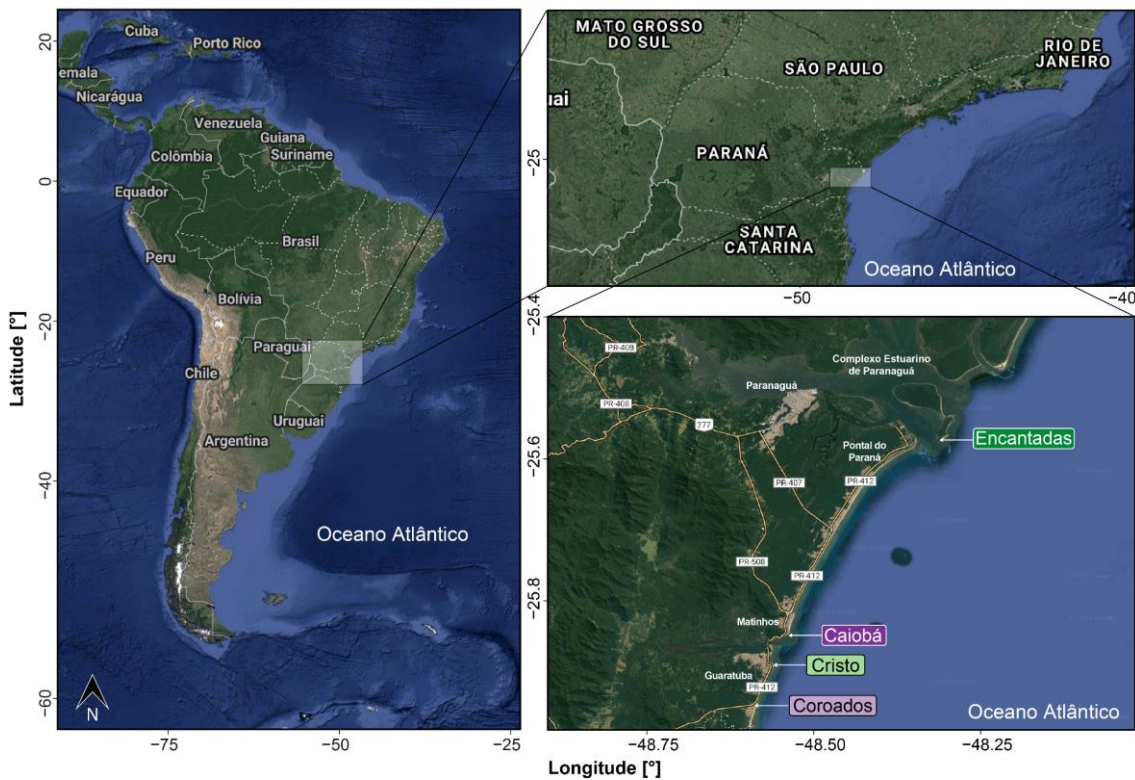 20
0
−20
−40
−60
Latitude [°]
−75
−50
−25
Cuba
Porto Rico
emala
Nicarágua
Venezuela
Guiana
Suriname
Colômbia
Equador
Brasil
Peru
Bolívia
Paraguai
Chile
Uruguai
Argentina
Oceano Atlântico
N
MATO GROSSO
DO SUL
RIO DE
JANEIRO
SÃO PAULO
uai
PARANÁ
SANTA
CATARINA
Oceano Atlântico
−25
−50
−40
−25.4
−25.6
−25.8
PR-408
Complexo Estuarino
de Paranaguá
Paranaguá
PR-408
277
Encantadas
Pontal do
Paraná
PR-407
PR-412
PR-508
PR-412
Matinhos
Caiobá
Cristo
Guaratuba
PR-412
Coroados
Oceano Atlântico
−48.75
−48.50
−48.25
Longitude [°]